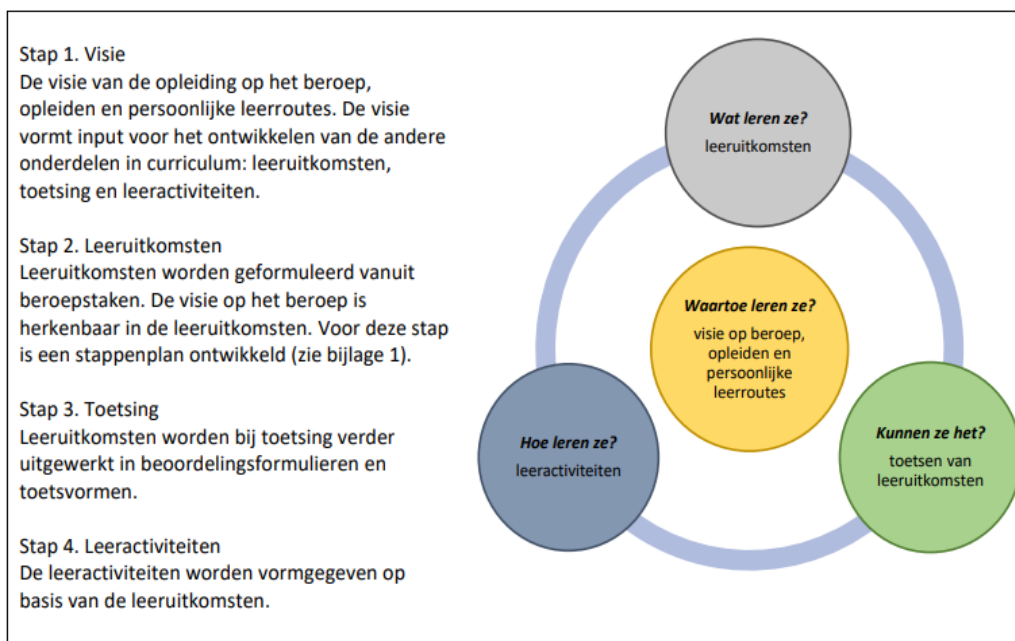 Stap 1. Visie
De visie van de opleiding op het beroep,
opleiden en persoonlijke leerroutes. De visie
vormt input voor het ontwikkelen van de andere
onderdelen in curriculum: leeruitkomsten,
toetsing en leeractiviteiten.
Stap 2. Leeruitkomsten
Leeruitkomsten worden geformuleerd vanuit
beroepstaken. De visie op het beroep is
herkenbaar in de leeruitkomsten. Voor deze stap
is een stappenplan ontwikkeld (zie bijlage 1).
Stap 3. Toetsing
Leeruitkomsten worden bij toetsing verder
uitgewerkt in beoordelingsformulieren en
toetsvormen.
Stap 4. Leeractiviteiten
De leeractiviteiten worden vormgegeven op
basis van de leeruitkomsten.
Wat leren ze?
leeruitkomsten
Waartoe leren ze?
visie op beroep,
opleiden en
persoonlijke
leerroutes
Hoe leren ze?
leeractiviteiten
Kunnen ze het?
toetsen van
leeruitkomsten